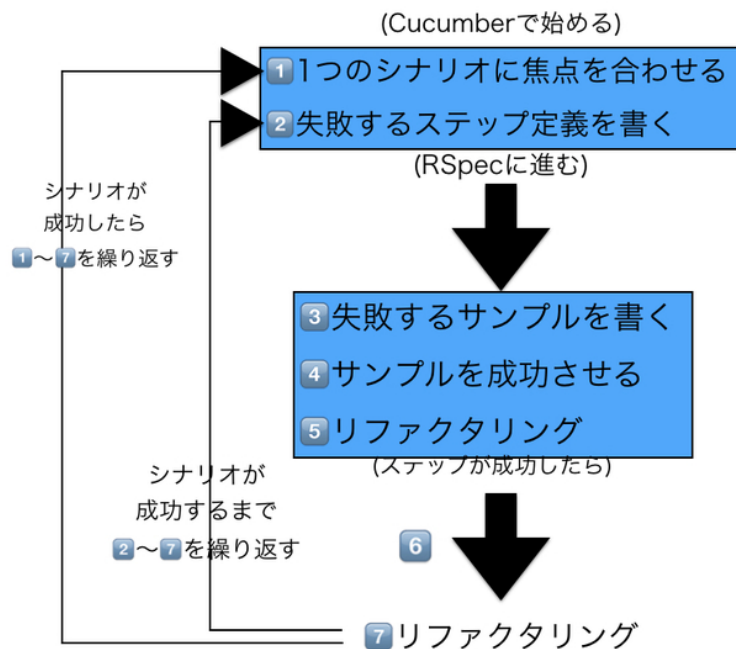 (Cucumberで始める)
1️⃣1つのシナリオに焦点を合わせる
2️⃣失敗するステップ定義を書く
(RSpecに進む)
シナリオが
成功したら
1️⃣〜7️⃣を繰り返す
3️⃣失敗するサンプルを書く
4️⃣サンプルを成功させる
5️⃣リファクタリング
(ステップが成功したら)
シナリオが
成功するまで
2️⃣〜7️⃣を繰り返す
6️⃣
7️⃣リファクタリング